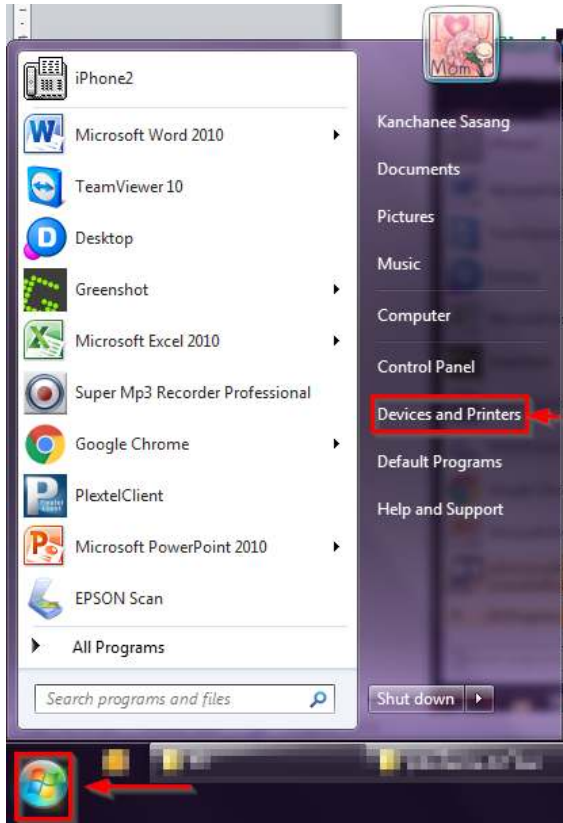 Mom
iPhone2
Microsoft Word 2010
TeamViewer 10
Desktop
Greenshot
Microsoft Excel 2010
Super Mp3 Recorder Professional
Google Chrome
PlextelClient
Microsoft PowerPoint 2010
EPSON Scan
All Programs
Search programs and files
Kanchanee Sasang
Documents
Pictures
Music
Computer
Control Panel
Devices and Printers
Default Programs
Help and Support
Shut down